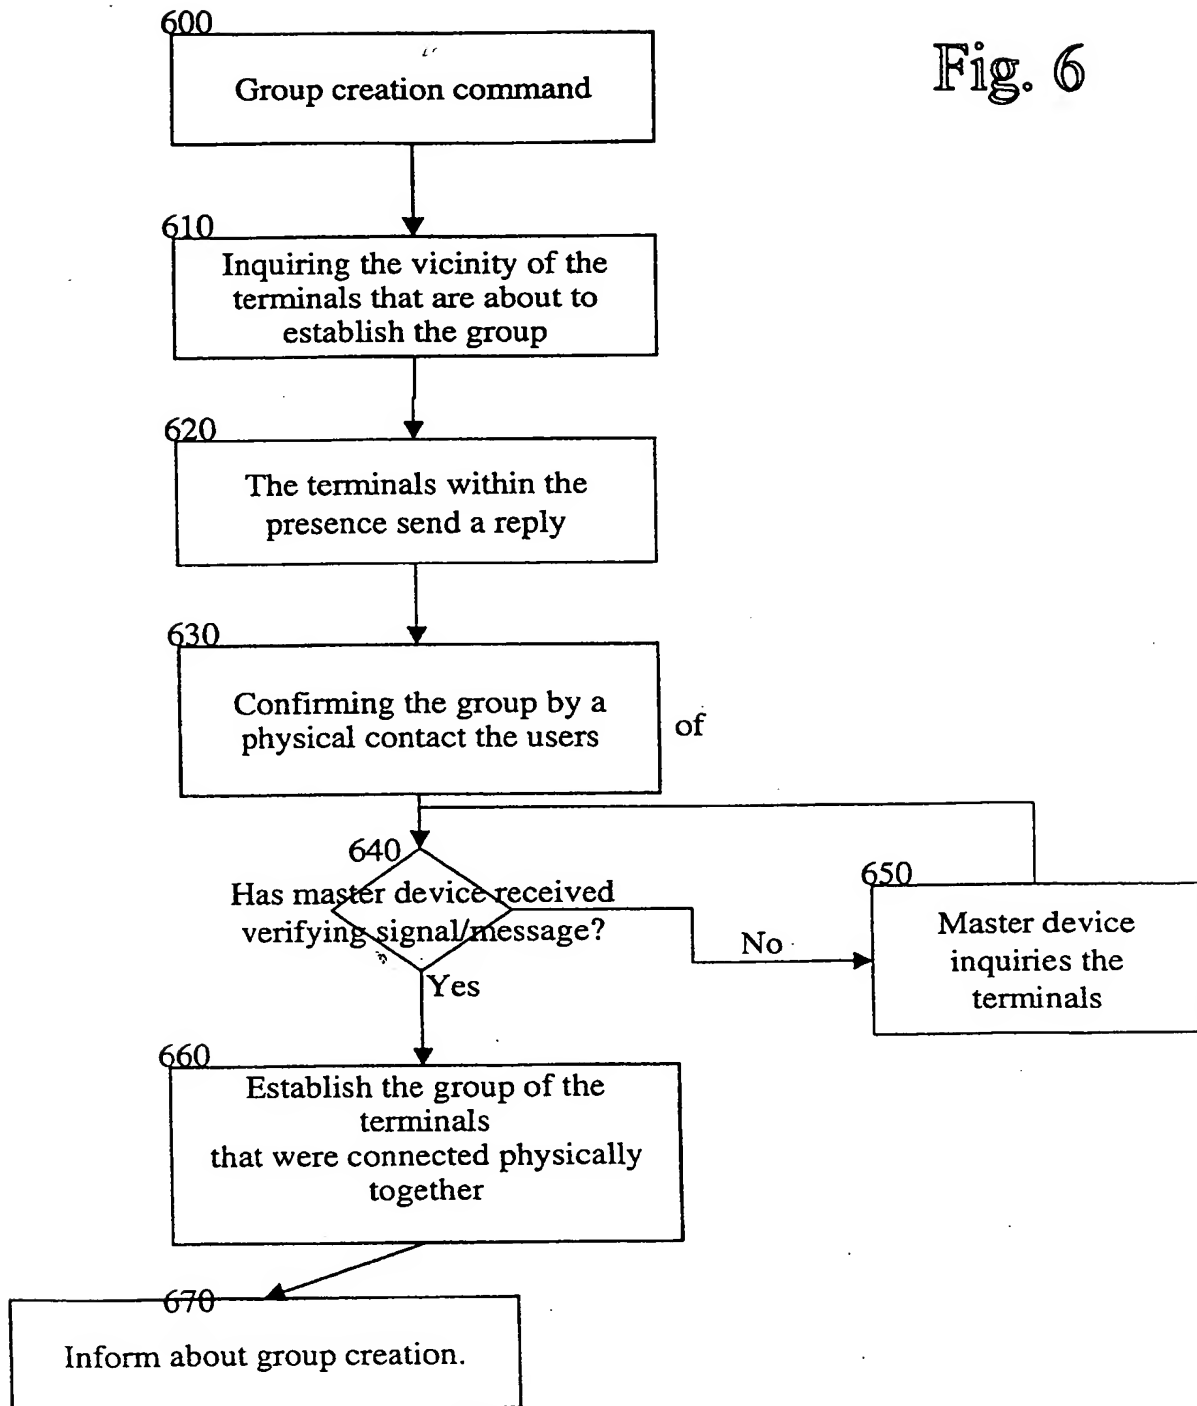 600
Fig. 6
Group creation command
610
Inquiring the vicinity of the
terminals that are about to
establish the group
620
The terminals within the
presence send a reply
630
Confirming the group by a
physical contact the users
of
640
Has master device received
verifying signal/message?
No
Yes
650
Master device
inquiries the
terminals
660
Establish the group of the
terminals
that were connected physically
together
670
Inform about group creation.